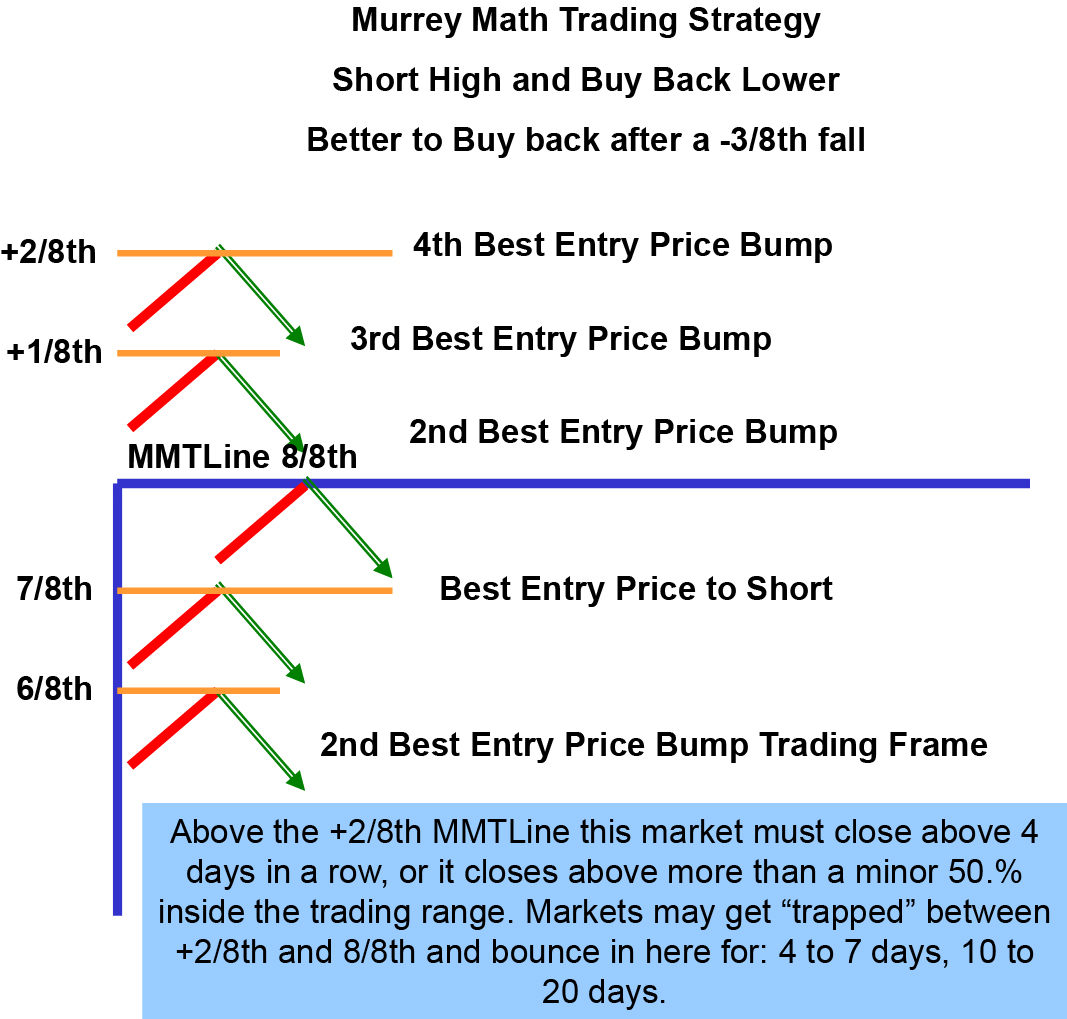 Murrey Math Trading Strategy
Short High and Buy Back Lower
Better to Buy back after a -3/8th fall
+2/8th
4th Best Entry Price Bump
+1/8th
3rd Best Entry Price Bump
2nd Best Entry Price Bump
MMTLine 8/8th
7/8th
Best Entry Price to Short
6/8th
2nd Best Entry Price Bump Trading Frame
Above the +2/8th MMTLine this market must close above 4
days in a row, or it closes above more than a minor 50.%
inside the trading range. Markets may get “trapped” between
+2/8th and 8/8th and bounce in here for: 4 to 7 days, 10 to
20 days.